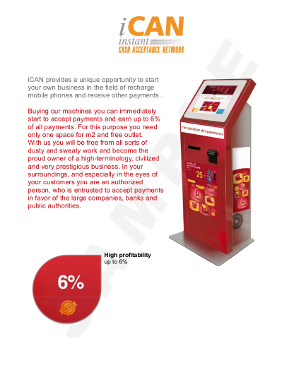 iCAN
instant
CASH ACCEPTANCE NETWORK
iCAN provides a unique opportunity to start
your own business in the field of recharge
mobile phones and receive other payments..
Buying our machines you can immediately
start to accept payments and earn up to 6%
of all payments. For this purpose you need
only one space for m2 and free outlet.
With us you will be free from all sorts of
dusty and sweaty work and become the
proud owner of a high-terminology, civilized
and very prestigious business. In your
surroundings, and especially in the eyes of
your customers you are an authorized
person, who is entrusted to accept payments
in favor of the large companies, banks and
public authorities.
25
High profitability
up to 6%
6%
SAMPLE